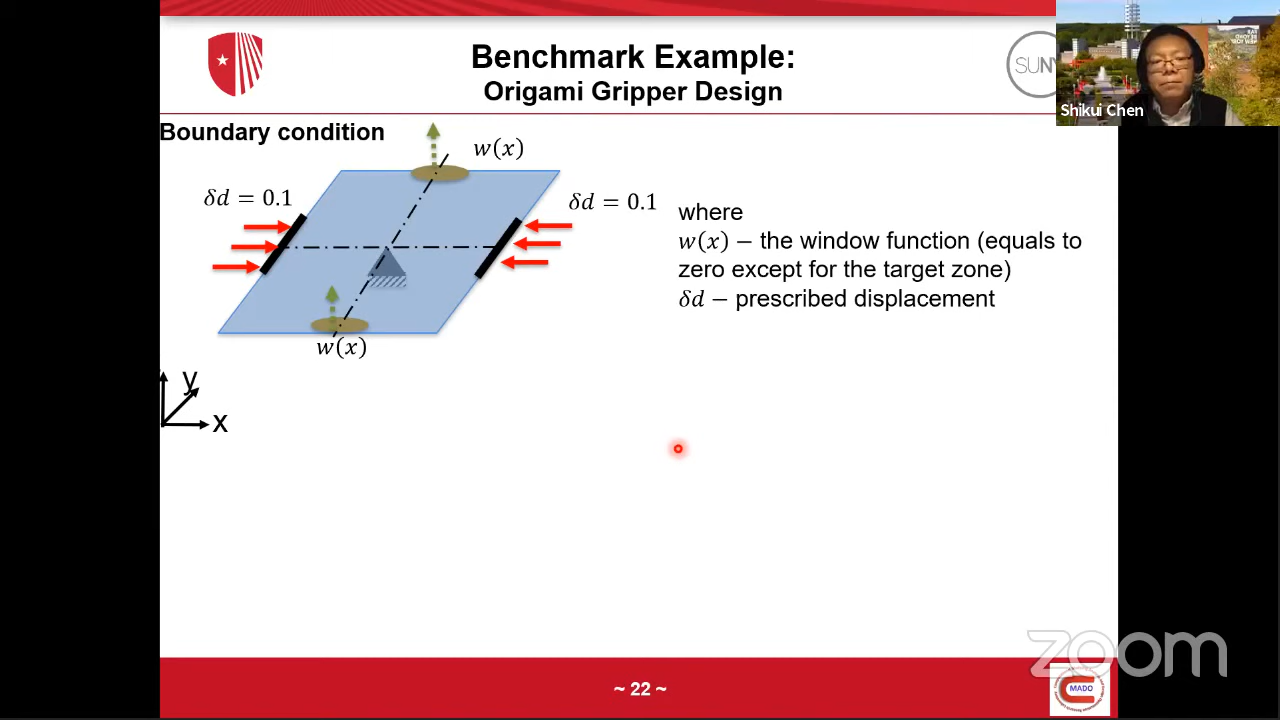 Benchmark Example:
Origami Gripper Design
SUNY
Shikui Chen
Boundary condition
w(x)
δd = 0.1
δd = 0.1
where
w(x) − the window function (equals to
zero except for the target zone)
δd − prescribed displacement
w(x)
y
x
zoom
~ 22 ~
MADO